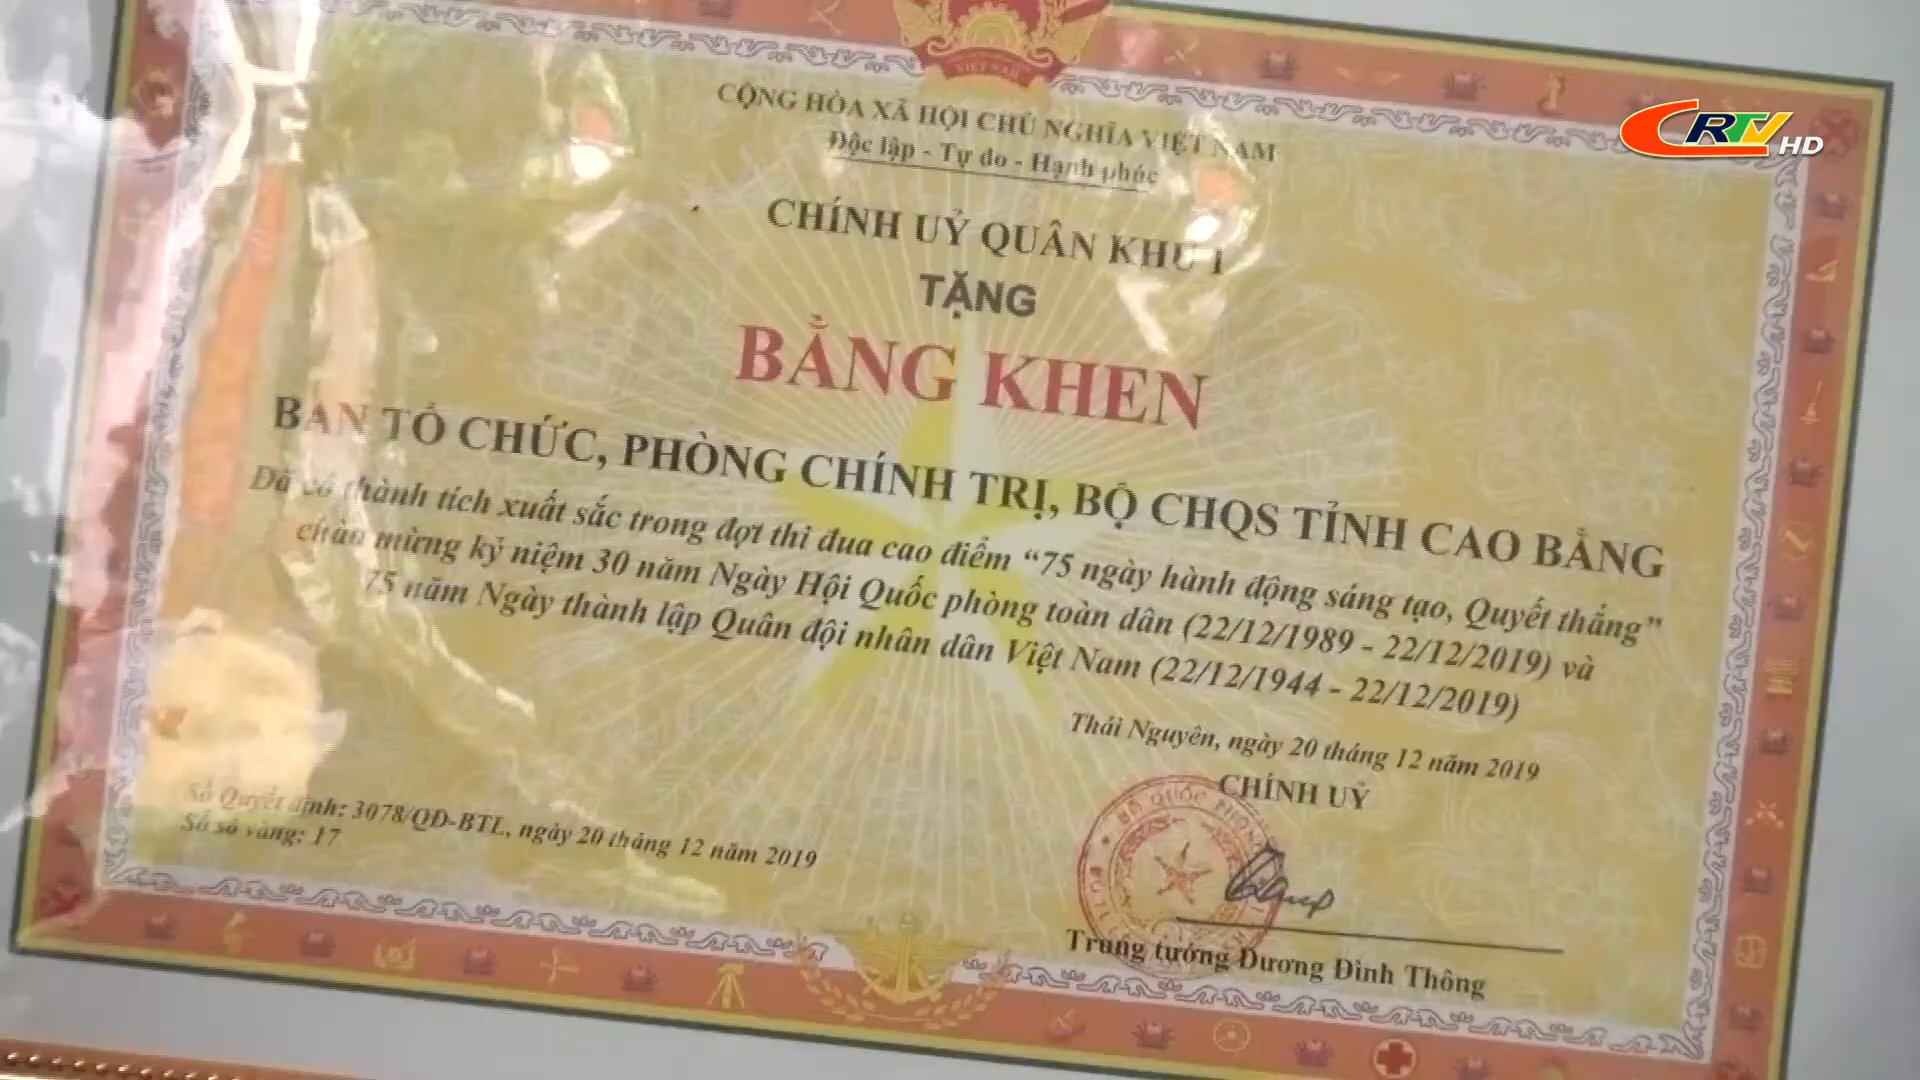 VIỆT NAM
CỘNG HÒA XÃ HỘI CHỦ NGHĨA VIỆT NAM
Độc lập - Tự do - Hạnh phúc
CRTV HD
CHÍNH UỶ QUÂN KHU 1
TẶNG
BẰNG KHEN
BAN TỔ CHỨC, PHÒNG CHÍNH TRỊ, BỘ CHQS TỈNH CAO BẰNG
Đã có thành tích xuất sắc trong đợt thi đua cao điểm “75 ngày hành động sáng tạo, Quyết thắng”
chào mừng kỷ niệm 30 năm Ngày Hội Quốc phòng toàn dân (22/12/1989 - 22/12/2019) và
75 năm Ngày thành lập Quân đội nhân dân Việt Nam (22/12/1944 - 22/12/2019)
Thái Nguyên, ngày 20 tháng 12 năm 2019
CHÍNH UỶ
BỘ QUỐC PHÒNG
Số Quyết định: 3078/QĐ-BTL, ngày 20 tháng 12 năm 2019
Số sổ vàng: 17
Trung tướng Dương Đình Thông